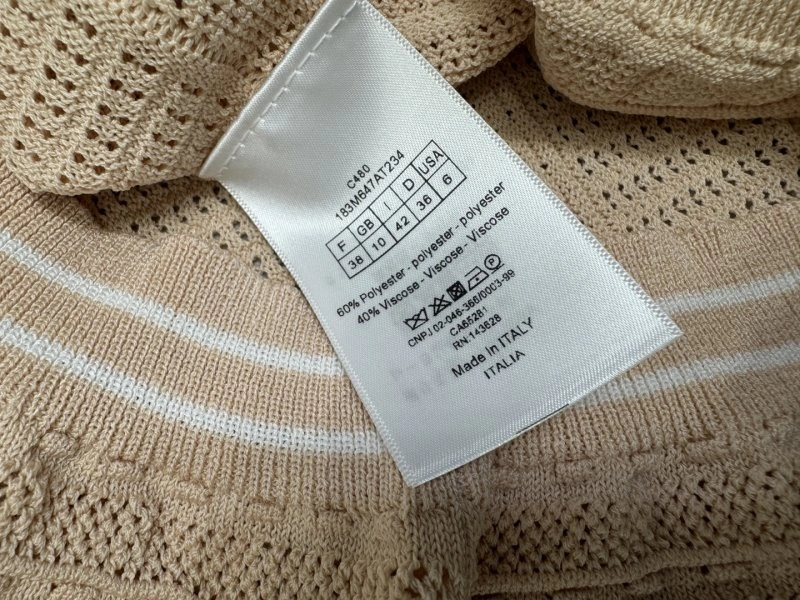 C480
183M647AT234
F GB I D USA
38 10 42 36 6
60% Polyester - polyester - polyester
40% Viscose - Viscose - Viscose
CNPJ 02-046-366/0003-99
CA65281
RN:143628
Made in ITALY
ITALIA